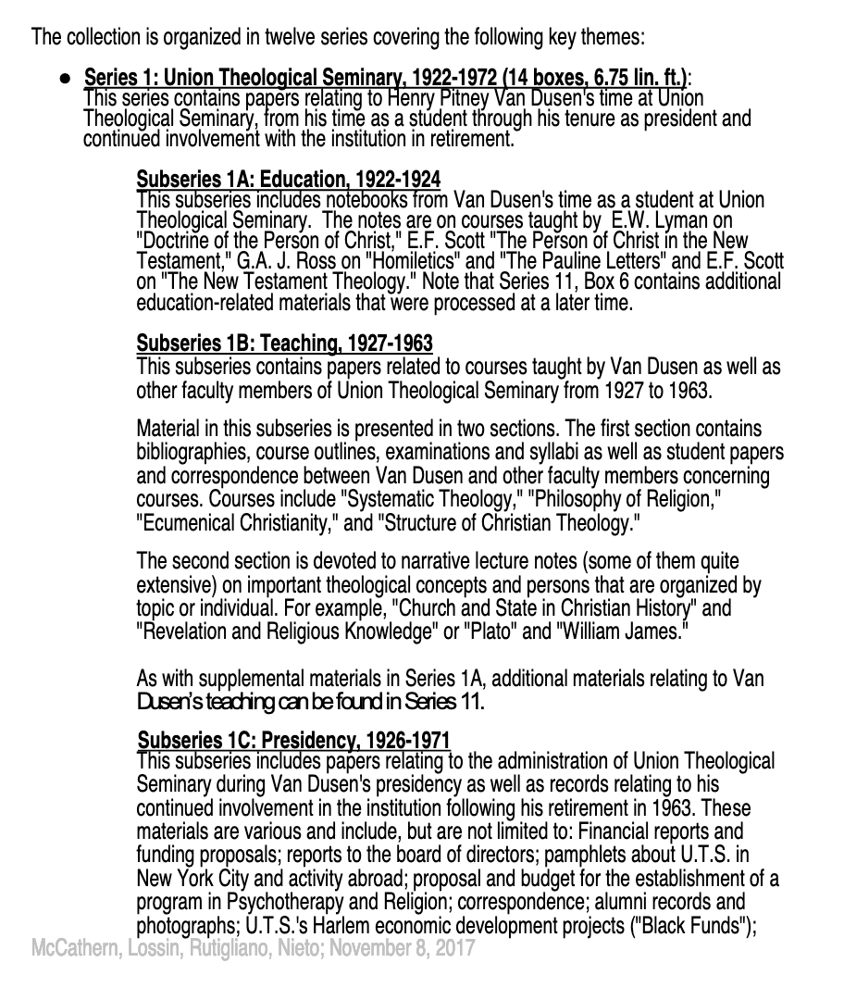 The collection is organized in twelve series covering the following key themes:
● Series 1: Union Theological Seminary, 1922-1972 (14 boxes, 6.75 lin. ft.):
This series contains papers relating to Henry Pitney Van Dusen's time at Union
Theological Seminary, from his time as a student through his tenure as president and
continued involvement with the institution in retirement.
Subseries 1A: Education, 1922-1924
This subseries includes notebooks from Van Dusen's time as a student at Union
Theological Seminary.  The notes are on courses taught by  E.W. Lyman on
"Doctrine of the Person of Christ," E.F. Scott "The Person of Christ in the New
Testament," G.A. J. Ross on "Homiletics" and "The Pauline Letters" and E.F. Scott
on "The New Testament Theology." Note that Series 11, Box 6 contains additional
education-related materials that were processed at a later time.
Subseries 1B: Teaching, 1927-1963
This subseries contains papers related to courses taught by Van Dusen as well as
other faculty members of Union Theological Seminary from 1927 to 1963.
Material in this subseries is presented in two sections. The first section contains
bibliographies, course outlines, examinations and syllabi as well as student papers
and correspondence between Van Dusen and other faculty members concerning
courses. Courses include "Systematic Theology," "Philosophy of Religion,"
"Ecumenical Christianity," and "Structure of Christian Theology."
The second section is devoted to narrative lecture notes (some of them quite
extensive) on important theological concepts and persons that are organized by
topic or individual. For example, "Church and State in Christian History" and
"Revelation and Religious Knowledge" or "Plato" and "William James."
As with supplemental materials in Series 1A, additional materials relating to Van
Dusen’s teaching can be found in Series 11.
Subseries 1C: Presidency, 1926-1971
This subseries includes papers relating to the administration of Union Theological
Seminary during Van Dusen's presidency as well as records relating to his
continued involvement in the institution following his retirement in 1963. These
materials are various and include, but are not limited to: Financial reports and
funding proposals; reports to the board of directors; pamphlets about U.T.S. in
New York City and activity abroad; proposal and budget for the establishment of a
program in Psychotherapy and Religion; correspondence; alumni records and
photographs; U.T.S.'s Harlem economic development projects ("Black Funds");
McCathern, Lossin, Rutigliano, Nieto; November 8, 2017